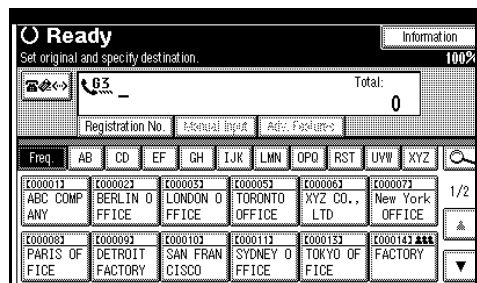 Ready
Information
Set original and specify destination.
100%
G3 _
Total:
0
Registration No.
Manual Input
Adv. Features
Freq.
AB
CD
EF
GH
IJK
LMN
OPQ
RST
UVW
XYZ
[00001]
ABC COMP
ANY
[00002]
BERLIN O
FFICE
[00003]
LONDON O
FFICE
[00005]
TORONTO
OFFICE
[00006]
XYZ CO.,
LTD
[00007]
New York
OFFICE
1/2
[00008]
PARIS OF
FICE
[00009]
DETROIT
FACTORY
[00010]
SAN FRAN
CISCO
[00011]
SYDNEY O
FFICE
[00013]
TOKYO OF
FICE
[00014]
FACTORY